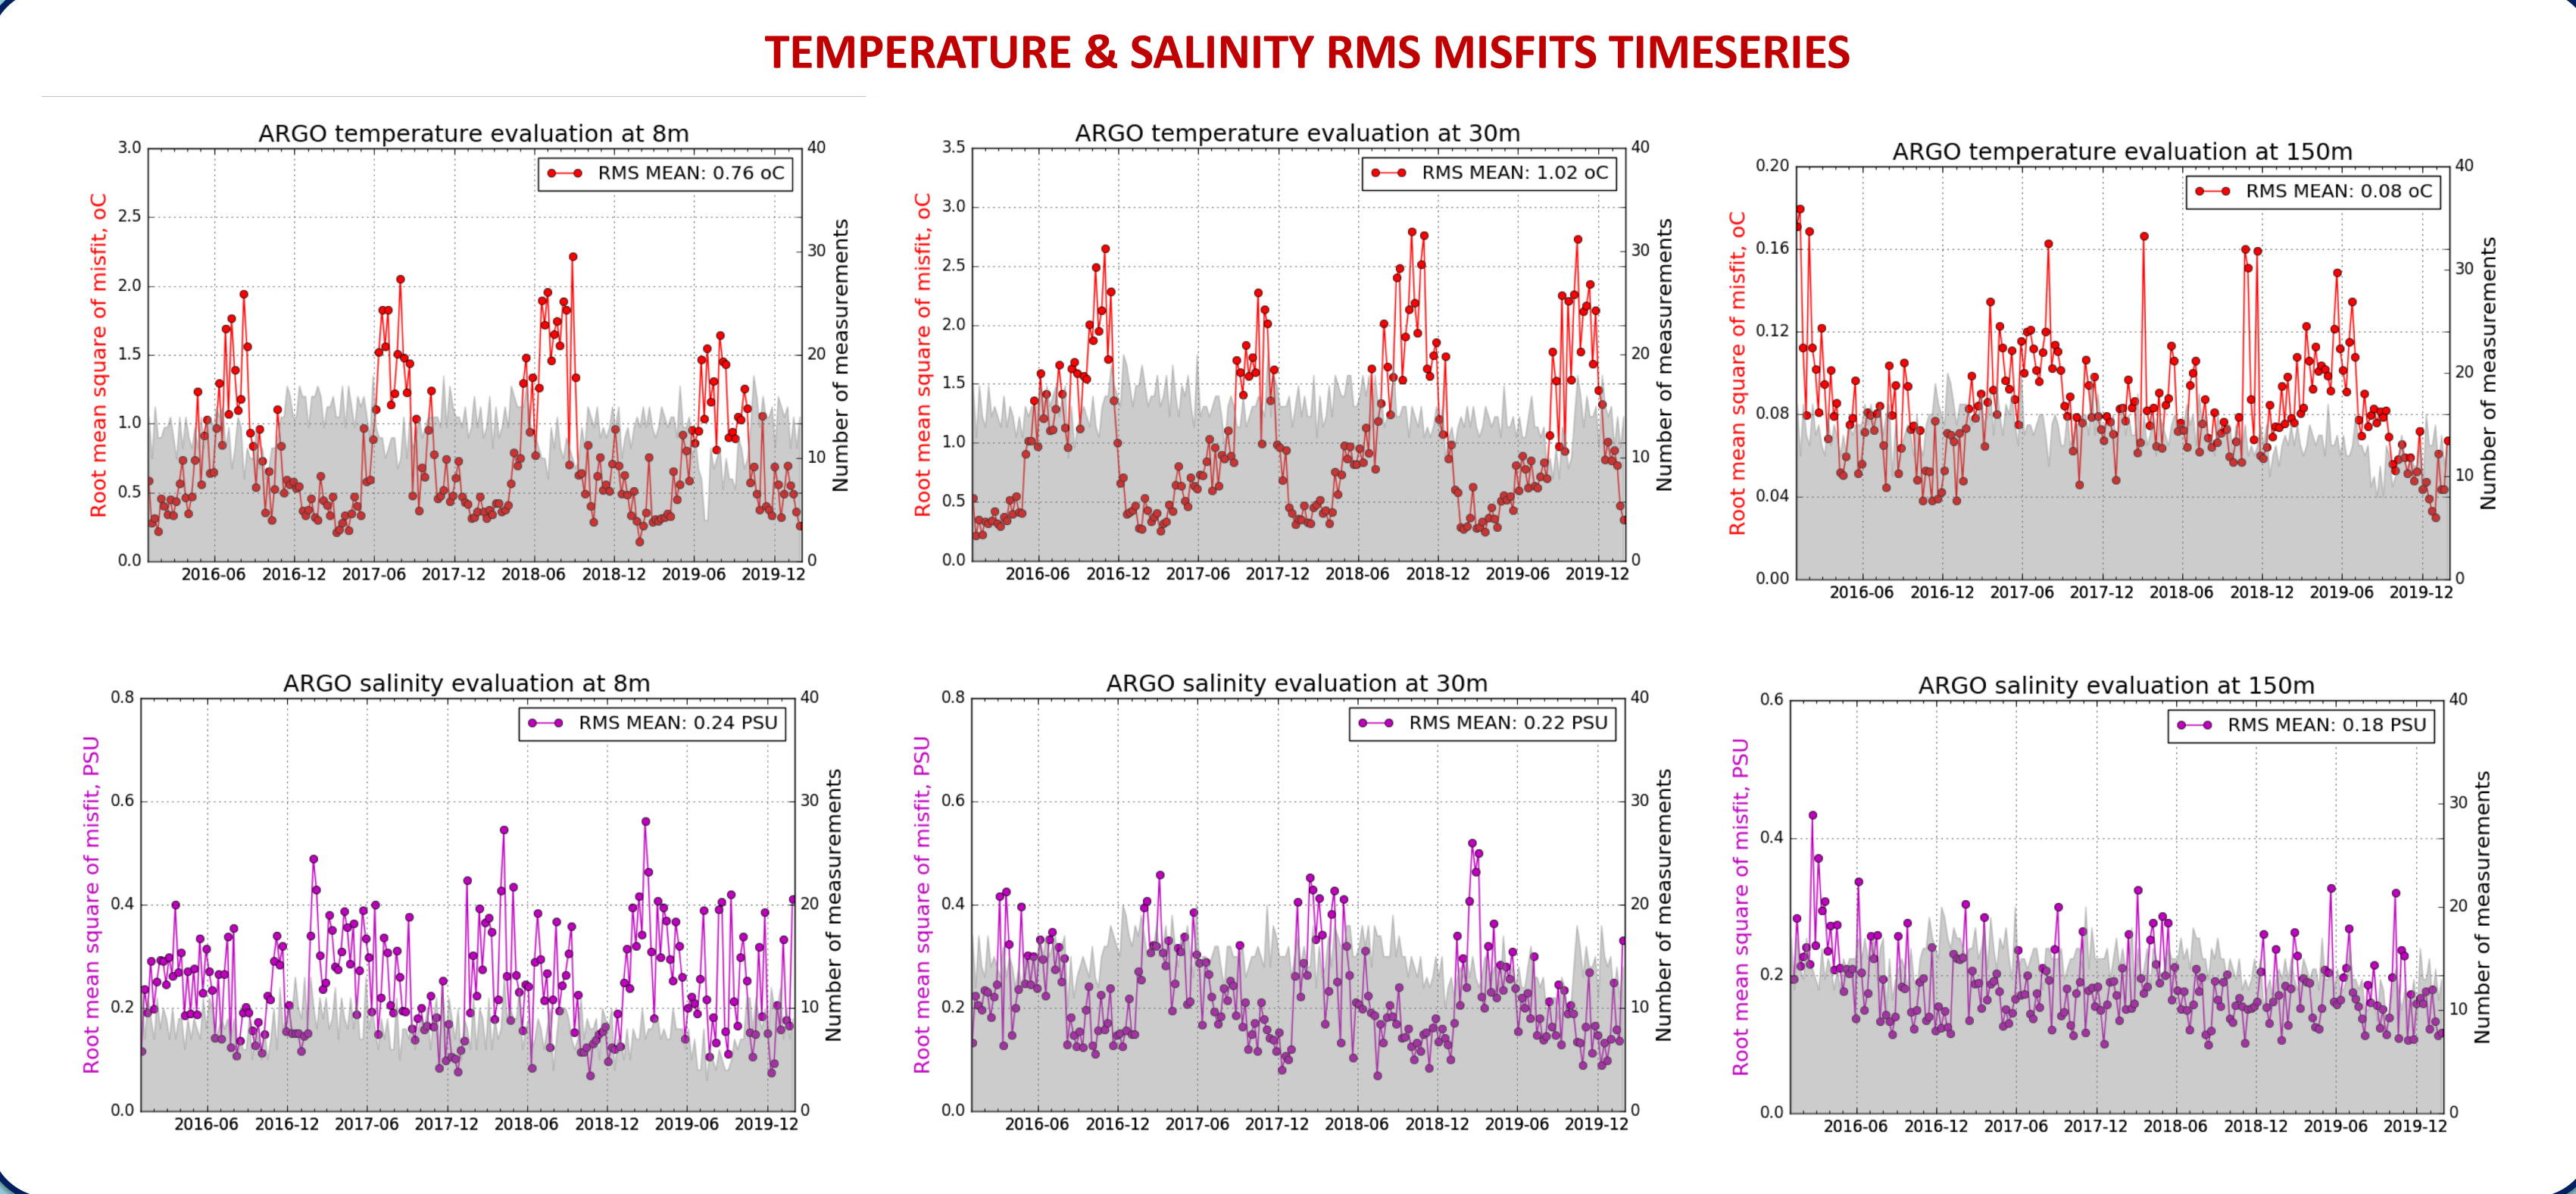 TEMPERATURE & SALINITY RMS MISFITS TIMESERIES
ARGO temperature evaluation at 8m
RMS MEAN: 0.76 oC
Root mean square of misfit, oC
3.0
2.5
2.0
1.5
1.0
0.5
0.0
40
30
20
10
0
Number of measurements
2016-06 2016-12 2017-06 2017-12 2018-06 2018-12 2019-06 2019-12
ARGO temperature evaluation at 30m
RMS MEAN: 1.02 oC
Root mean square of misfit, oC
3.5
3.0
2.5
2.0
1.5
1.0
0.5
0.0
40
30
20
10
0
Number of measurements
2016-06 2016-12 2017-06 2017-12 2018-06 2018-12 2019-06 2019-12
ARGO temperature evaluation at 150m
RMS MEAN: 0.08 oC
Root mean square of misfit, oC
0.20
0.16
0.12
0.08
0.04
0.00
40
30
20
10
0
Number of measurements
2016-06 2016-12 2017-06 2017-12 2018-06 2018-12 2019-06 2019-12
ARGO salinity evaluation at 8m
RMS MEAN: 0.24 PSU
Root mean square of misfit, PSU
0.8
0.6
0.4
0.2
0.0
40
30
20
10
0
Number of measurements
2016-06 2016-12 2017-06 2017-12 2018-06 2018-12 2019-06 2019-12
ARGO salinity evaluation at 30m
RMS MEAN: 0.22 PSU
Root mean square of misfit, PSU
0.8
0.6
0.4
0.2
0.0
40
30
20
10
0
Number of measurements
2016-06 2016-12 2017-06 2017-12 2018-06 2018-12 2019-06 2019-12
ARGO salinity evaluation at 150m
RMS MEAN: 0.18 PSU
Root mean square of misfit, PSU
0.6
0.4
0.2
0.0
40
30
20
10
0
Number of measurements
2016-06 2016-12 2017-06 2017-12 2018-06 2018-12 2019-06 2019-12